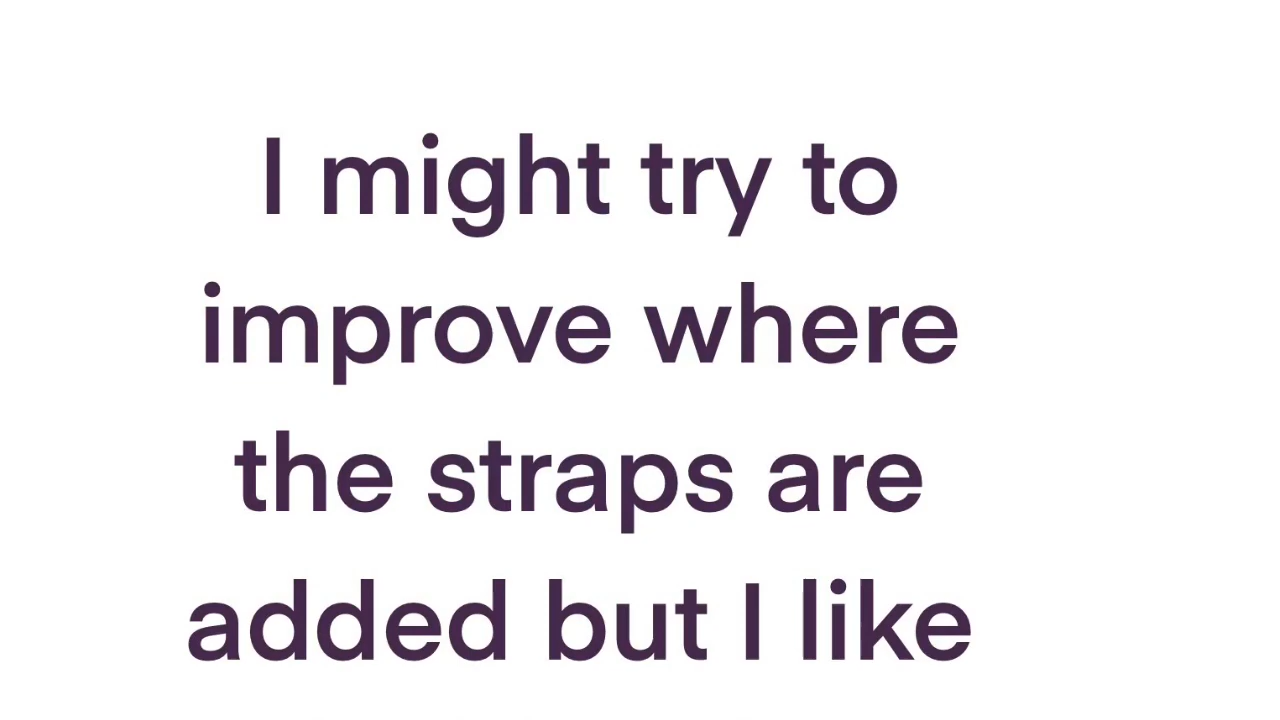 I might try to
improve where
the straps are
added but I like